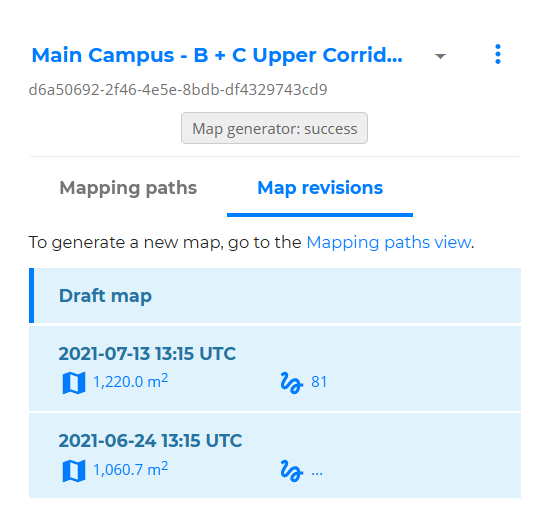 Main Campus - B + C Upper Corrid...
d6a50692-2f46-4e5e-8bdb-df4329743cd9
Map generator: success
Mapping paths Map revisions
To generate a new map, go to the Mapping paths view.
Draft map
2021-07-13 13:15 UTC
1,220.0 m² 81
2021-06-24 13:15 UTC
1,060.7 m² ...